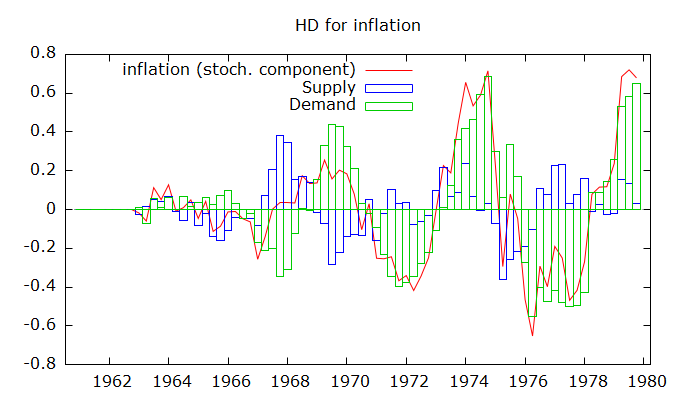 HD for inflation
0.8
0.6
0.4
0.2
0
-0.2
-0.4
-0.6
-0.8
inflation (stoch. component)
Supply
Demand
1962 1964 1966 1968 1970 1972 1974 1976 1978 1980